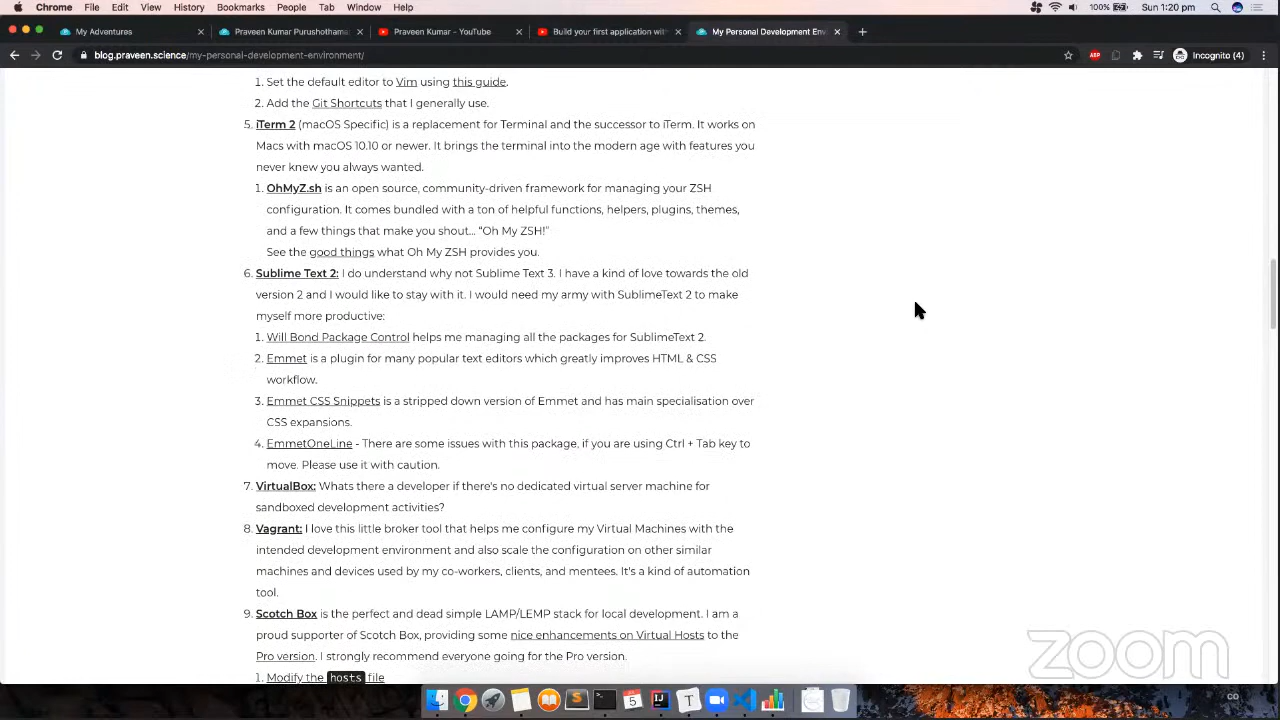 Chrome File Edit View History Bookmarks People Tab Window Help 100% Sun 1:20 pm
My Adventures Praveen Kumar Purushothama Praveen Kumar - YouTube Build your first application with My Personal Development Env
blog.praveen.science/my-personal-development-environment/ ABP Incognito (4)
1. Set the default editor to Vim using this guide.
2. Add the Git Shortcuts that I generally use.
5. iTerm 2 (macOS Specific) is a replacement for Terminal and the successor to iTerm. It works on
Macs with macOS 10.10 or newer. It brings the terminal into the modern age with features you
never knew you always wanted.
1. OhMyZ.sh is an open source, community-driven framework for managing your ZSH
configuration. It comes bundled with a ton of helpful functions, helpers, plugins, themes,
and a few things that make you shout... “Oh My ZSH!”
See the good things what Oh My ZSH provides you.
6. Sublime Text 2: I do understand why not Sublime Text 3. I have a kind of love towards the old
version 2 and I would like to stay with it. I would need my army with SublimeText 2 to make
myself more productive:
1. Will Bond Package Control helps me managing all the packages for SublimeText 2.
2. Emmet is a plugin for many popular text editors which greatly improves HTML & CSS
workflow.
3. Emmet CSS Snippets is a stripped down version of Emmet and has main specialisation over
CSS expansions.
4. EmmetOneLine - There are some issues with this package, if you are using Ctrl + Tab key to
move. Please use it with caution.
7. VirtualBox: Whats there a developer if there's no dedicated virtual server machine for
sandboxed development activities?
8. Vagrant: I love this little broker tool that helps me configure my Virtual Machines with the
intended development environment and also scale the configuration on other similar
machines and devices used by my co-workers, clients, and mentees. It's a kind of automation
tool.
9. Scotch Box is the perfect and dead simple LAMP/LEMP stack for local development. I am a
proud supporter of Scotch Box, providing some nice enhancements on Virtual Hosts to the
Pro version. I strongly recommend everyone going for the Pro version.
1. Modify the hosts file
zoom